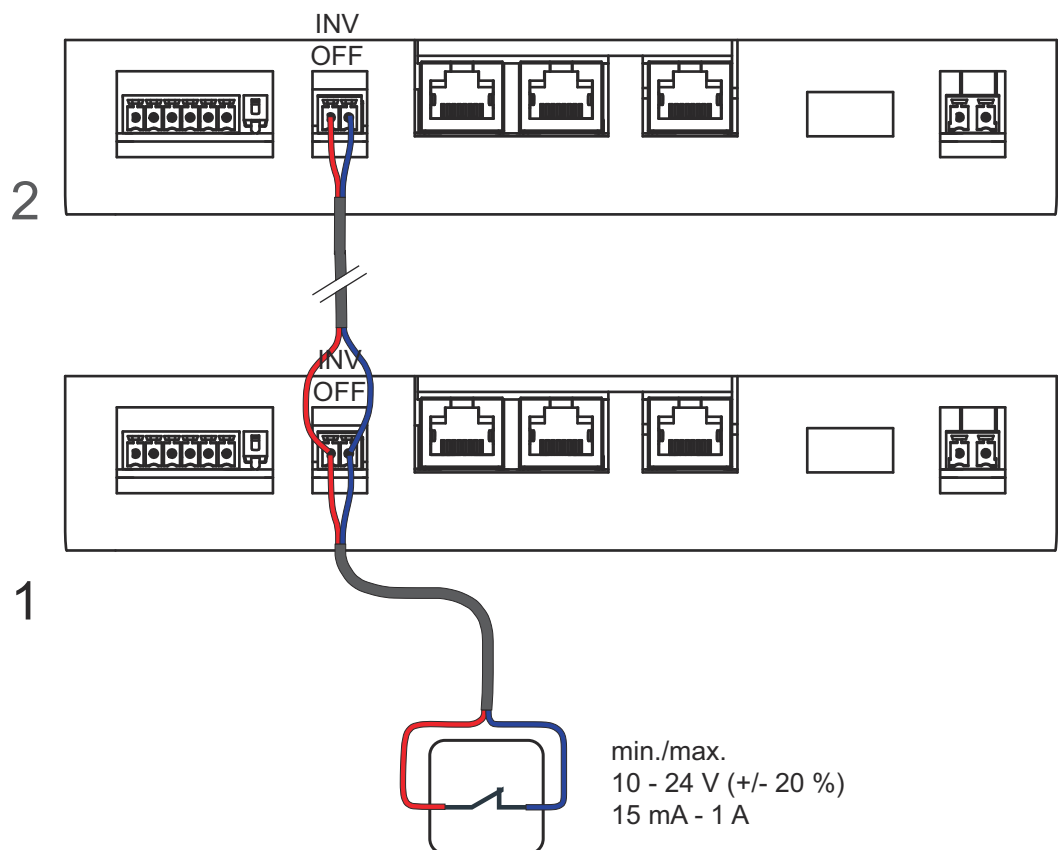 INV
OFF
2
INV
OFF
1
min./max.
10 - 24 V (+/- 20 %)
15 mA - 1 A